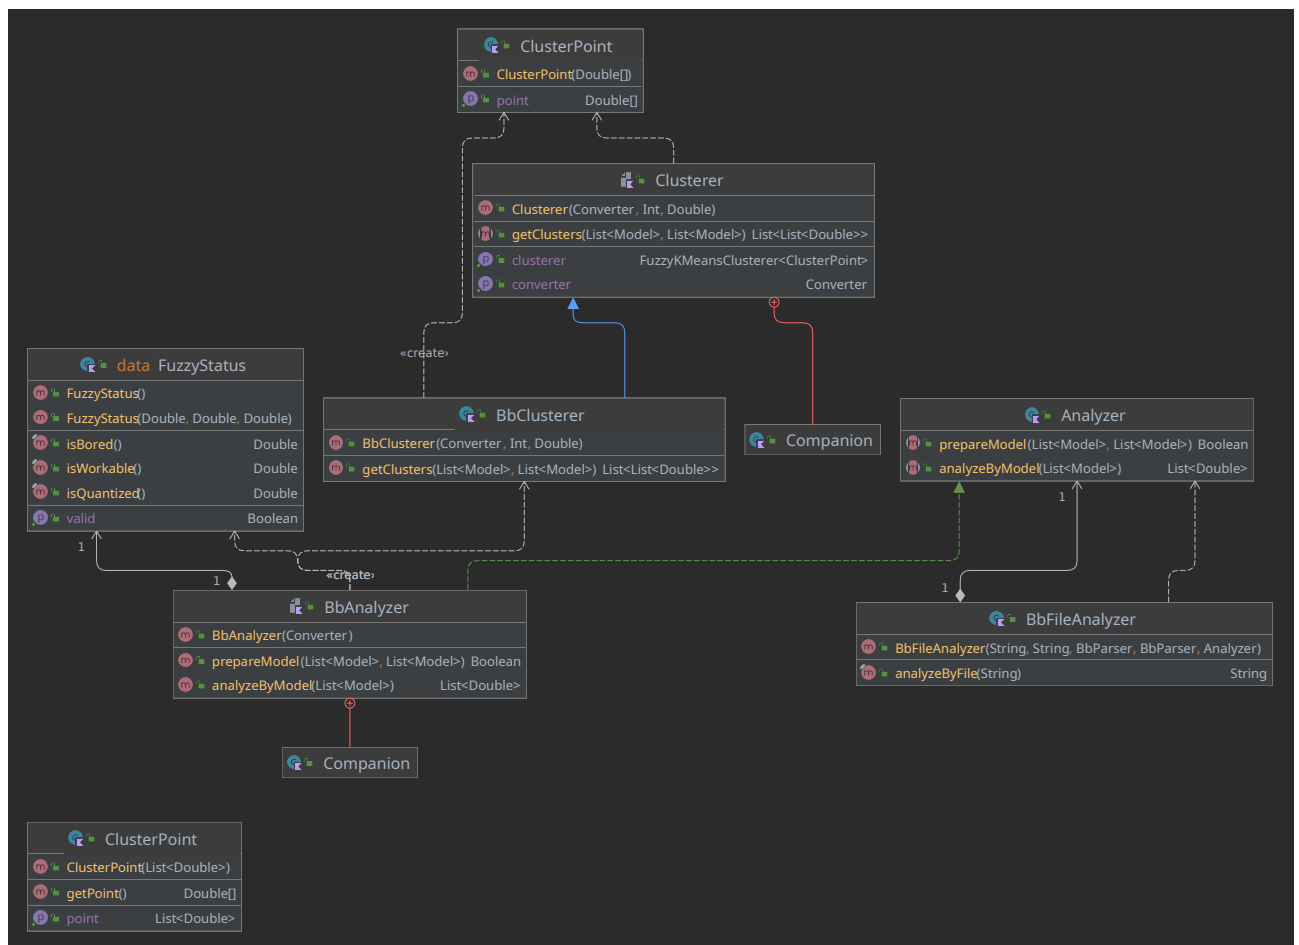 ClusterPoint
ClusterPoint(Double[])
point Double[]
Clusterer
Clusterer(Converter, Int, Double)
getClusters(List<Model>, List<Model>) List<List<Double>>
clusterer FuzzyKMeansClusterer<ClusterPoint>
converter Converter
«create»
data FuzzyStatus
FuzzyStatus()
FuzzyStatus(Double, Double, Double)
isBored() Double
isWorkable() Double
isQuantized() Double
valid Boolean
BbClusterer
BbClusterer(Converter, Int, Double)
getClusters(List<Model>, List<Model>) List<List<Double>>
Companion
Analyzer
prepareModel(List<Model>, List<Model>) Boolean
analyzeByModel(List<Model>) List<Double>
1
1
«create»
1
1
BbAnalyzer
BbAnalyzer(Converter)
prepareModel(List<Model>, List<Model>) Boolean
analyzeByModel(List<Model>) List<Double>
BbFileAnalyzer
BbFileAnalyzer(String, String, BbParser, BbParser, Analyzer)
analyzeByFile(String) String
Companion
ClusterPoint
ClusterPoint(List<Double>)
getPoint() Double[]
point List<Double>